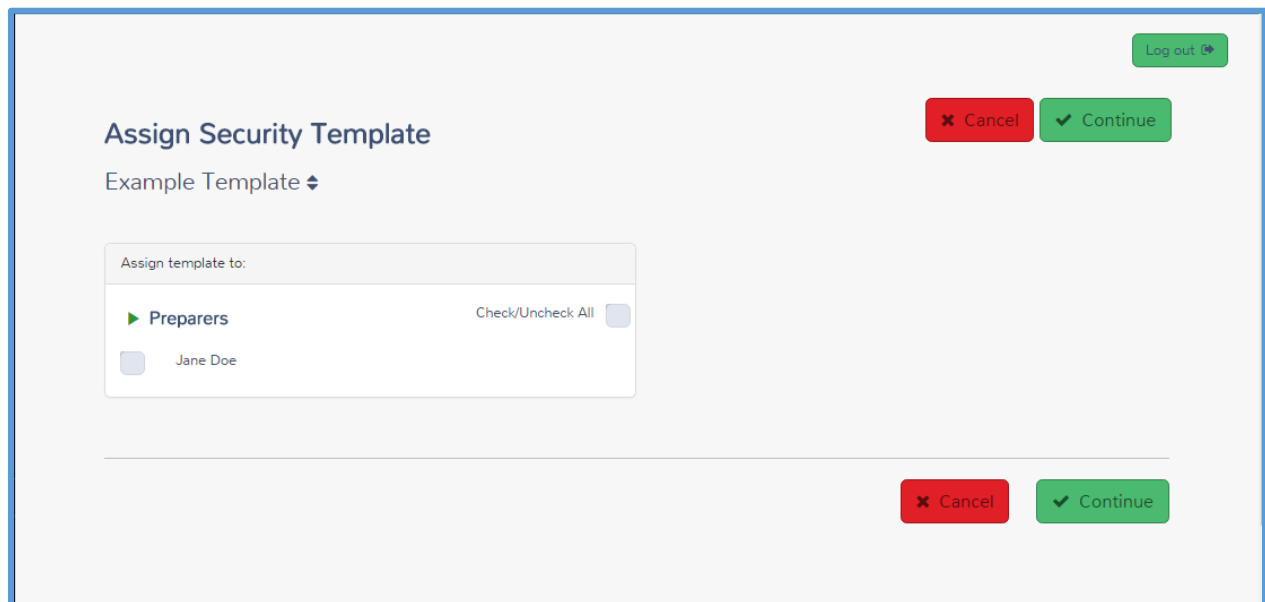 Log out
Cancel
Continue
Assign Security Template
Example Template
Assign template to:
Preparers
Check/Uncheck All
Jane Doe
Cancel
Continue